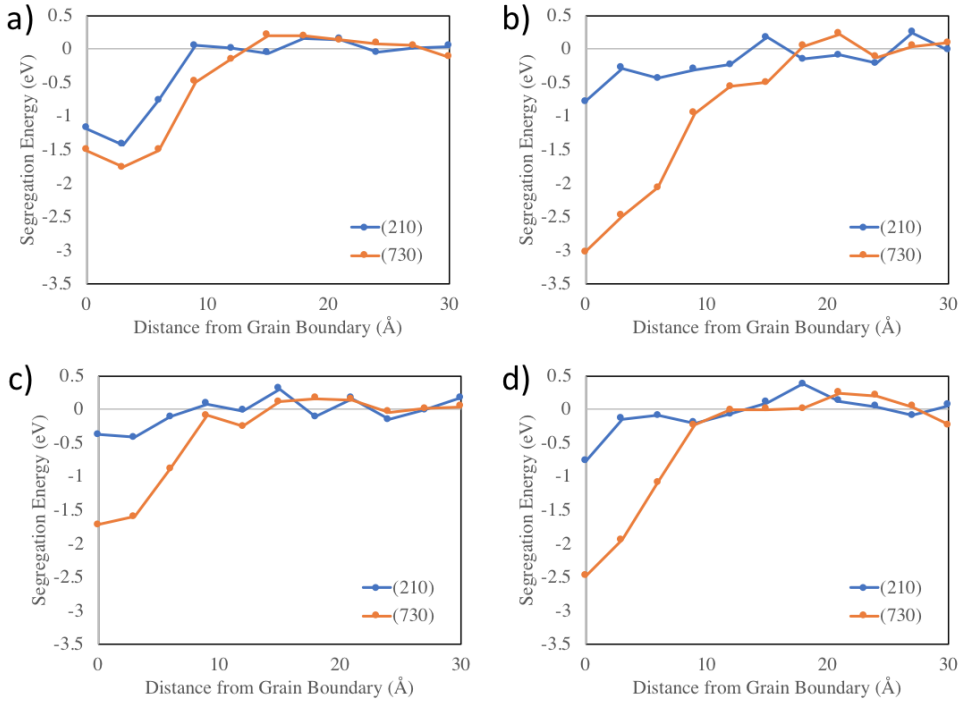 a)
0.5
0
-0.5
-1
-1.5
-2
-2.5
-3
-3.5
Segregation Energy (eV)
(210)
(730)
0 10 20 30
Distance from Grain Boundary (Å)
b)
0.5
0
-0.5
-1
-1.5
-2
-2.5
-3
-3.5
Segregation Energy (eV)
(210)
(730)
0 10 20 30
Distance from Grain Boundary (Å)
c)
0.5
0
-0.5
-1
-1.5
-2
-2.5
-3
-3.5
Segregation Energy (eV)
(210)
(730)
0 10 20 30
Distance from Grain Boundary (Å)
d)
0.5
0
-0.5
-1
-1.5
-2
-2.5
-3
-3.5
Segregation Energy (eV)
(210)
(730)
0 10 20 30
Distance from Grain Boundary (Å)